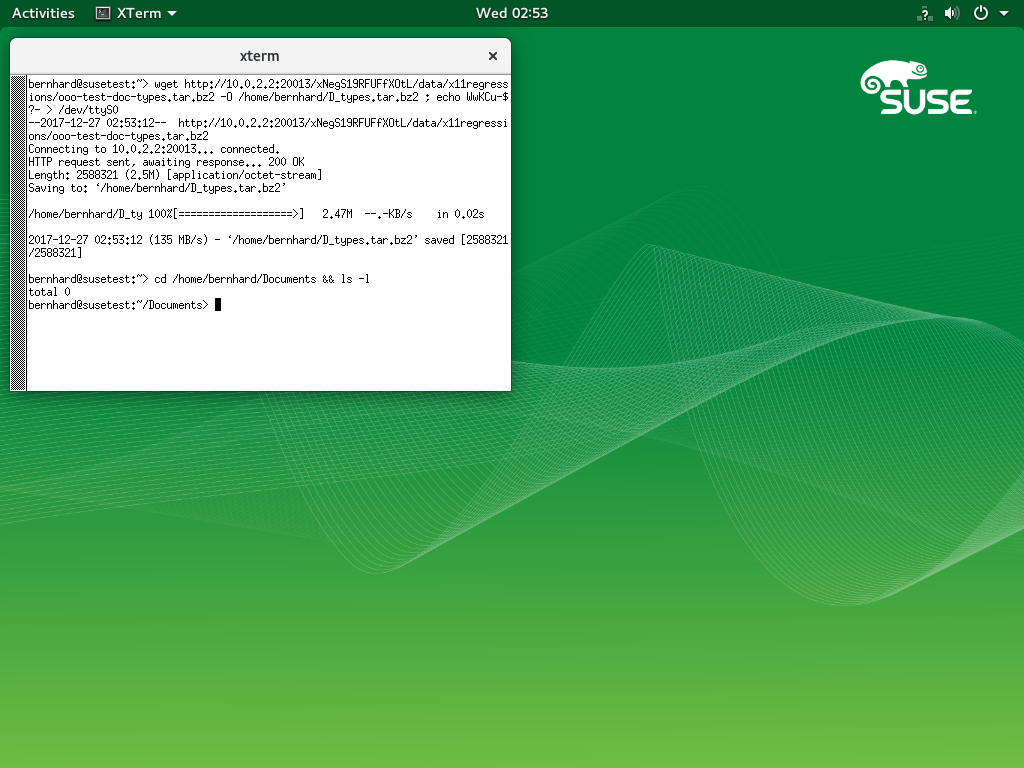 Activities XTerm Wed 02:53
xterm
bernhard@susetest:~> wget http://10.0.2.2:20013/xNegS19RFUFfXOtL/data/x11regress
ions/ooo-test-doc-types.tar.bz2 -O /home/bernhard/D_types.tar.bz2 ; echo WwKCu-$
?- > /dev/ttyS0
--2017-12-27 02:53:12--  http://10.0.2.2:20013/xNegS19RFUFfXOtL/data/x11regressi
ons/ooo-test-doc-types.tar.bz2
Connecting to 10.0.2.2:20013... connected.
HTTP request sent, awaiting response... 200 OK
Length: 2588321 (2.5M) [application/octet-stream]
Saving to: ‘/home/bernhard/D_types.tar.bz2’
/home/bernhard/D_ty 100%[===================>]   2.47M  --.-KB/s    in 0.02s
2017-12-27 02:53:12 (135 MB/s) - ‘/home/bernhard/D_types.tar.bz2’ saved [2588321
/2588321]
bernhard@susetest:~> cd /home/bernhard/Documents && ls -l
total 0
bernhard@susetest:~/Documents>
SUSE